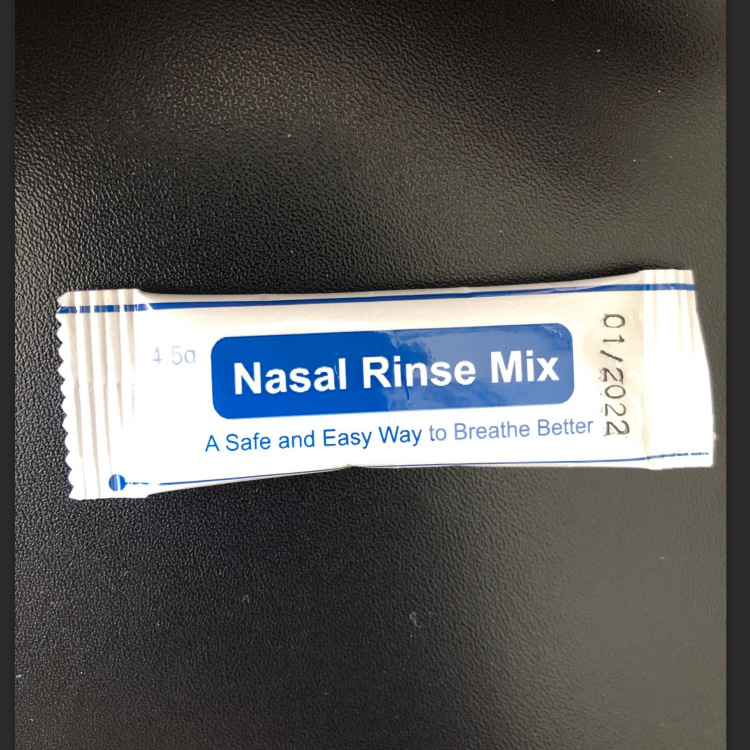 4.5g
Nasal Rinse Mix
A Safe and Easy Way to Breathe Better
01/2022